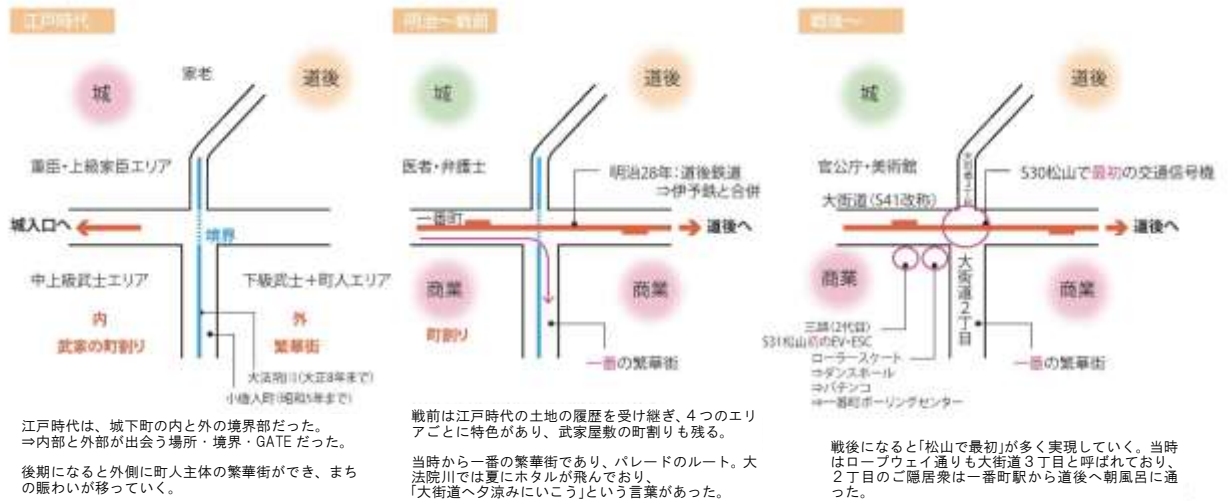 江戸時代
家老
城
道後
重臣・上級家臣エリア
城入口へ
境界
中上級武士エリア
下級武士＋町人エリア
内
武家の町割り
外
繁華街
大法院川(大正8年まで)
小唐人町(昭和5年まで)
江戸時代は、城下町の内と外の境界部だった。
⇒内部と外部が出会う場所・境界・GATEだった。
後期になると外側に町人主体の繁華街ができ、まち
の賑わいが移っていく。
明治～戦前
城
道後
医者・弁護士
明治28年：道後鉄道
⇒伊予鉄と合併
一番町
道後へ
商業
商業
町割り
一番の繁華街
戦前は江戸時代の土地の履歴を受け継ぎ、４つのエリ
アごとに特色があり、武家屋敷の町割りも残る。
当時から一番の繁華街であり、パレードのルート。大
法院川では夏にホタルが飛んでおり、
「大街道へ夕涼みにいこう」という言葉があった。
戦後～
城
道後
官公庁・美術館
大街道3丁目
S30松山で最初の交通信号機
大街道(S41改称)
道後へ
商業
大街道２丁目
商業
三越(2代目)
S31松山初のEV・ESC
ローラースケート
⇒ダンスホール
⇒パチンコ
⇒一番町ボーリングセンター
一番の繁華街
戦後になると「松山で最初」が多く実現していく。当時
はロープウェイ通りも大街道３丁目と呼ばれており、
２丁目のご隠居衆は一番町駅から道後へ朝風呂に通
った。